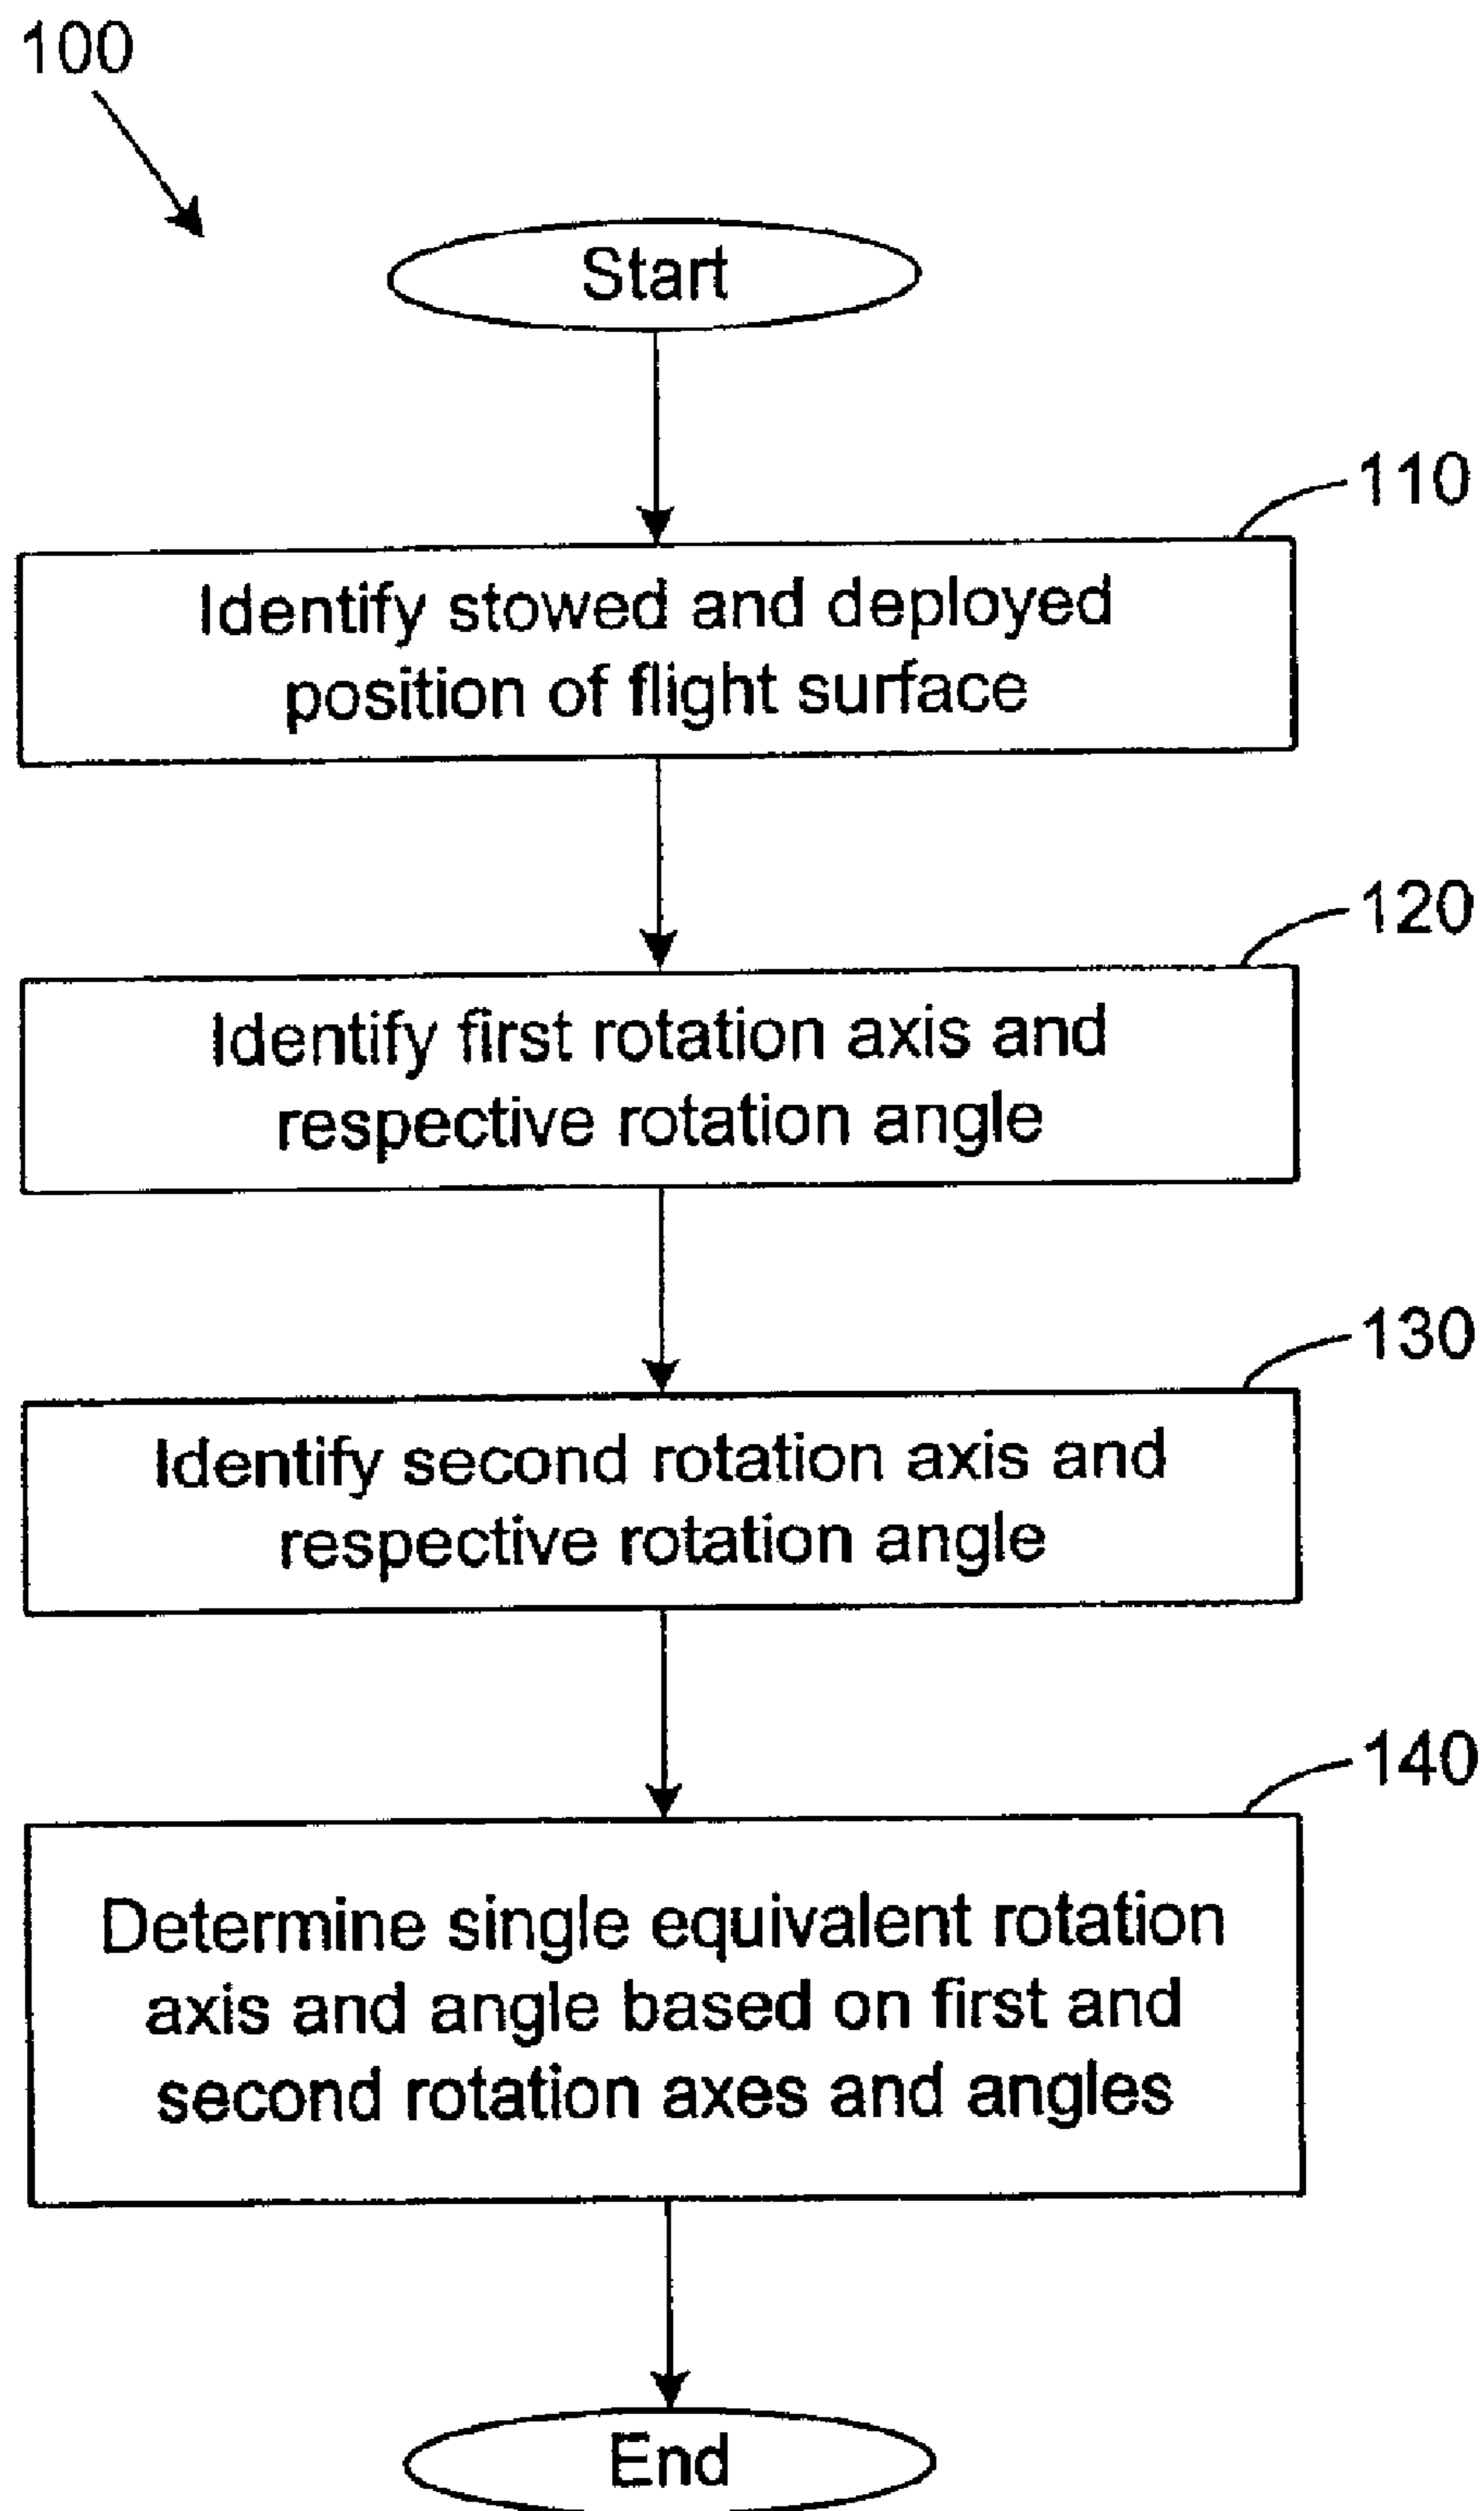 100
Start
110
Identify stowed and deployed
position of flight surface
120
Identify first rotation axis and
respective rotation angle
130
Identify second rotation axis and
respective rotation angle
140
Determine single equivalent rotation
axis and angle based on first and
second rotation axes and angles
End